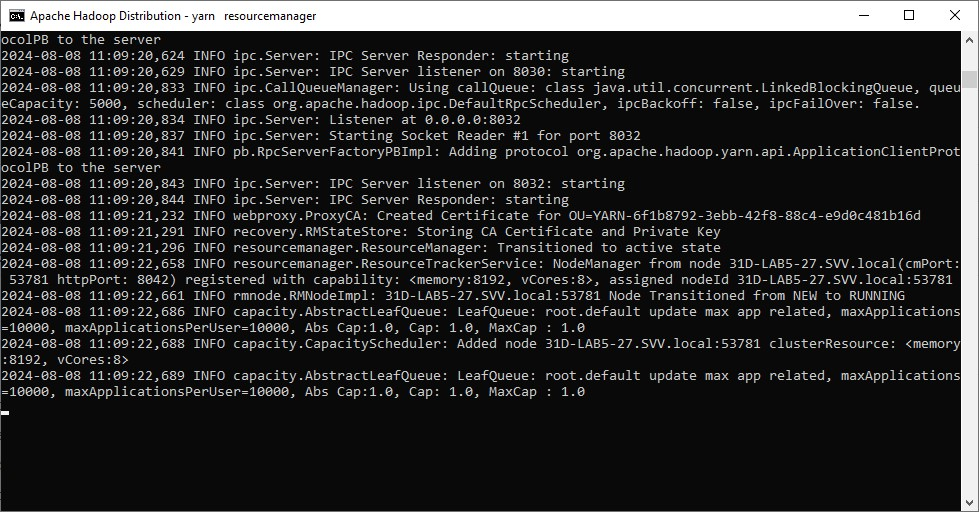 Apache Hadoop Distribution - yarn   resourcemanager
ocolPB to the server
2024-08-08 11:09:20,624 INFO ipc.Server: IPC Server Responder: starting
2024-08-08 11:09:20,629 INFO ipc.Server: IPC Server listener on 8030: starting
2024-08-08 11:09:20,833 INFO ipc.CallQueueManager: Using callQueue: class java.util.concurrent.LinkedBlockingQueue, queu
eCapacity: 5000, scheduler: class org.apache.hadoop.ipc.DefaultRpcScheduler, ipcBackoff: false, ipcFailOver: false.
2024-08-08 11:09:20,834 INFO ipc.Server: Listener at 0.0.0.0:8032
2024-08-08 11:09:20,837 INFO ipc.Server: Starting Socket Reader #1 for port 8032
2024-08-08 11:09:20,841 INFO pb.RpcServerFactoryPBImpl: Adding protocol org.apache.hadoop.yarn.api.ApplicationClientProt
ocolPB to the server
2024-08-08 11:09:20,843 INFO ipc.Server: IPC Server listener on 8032: starting
2024-08-08 11:09:20,844 INFO ipc.Server: IPC Server Responder: starting
2024-08-08 11:09:21,232 INFO webproxy.ProxyCA: Created Certificate for OU=YARN-6f1b8792-3ebb-42f8-88c4-e9d0c481b16d
2024-08-08 11:09:21,291 INFO recovery.RMStateStore: Storing CA Certificate and Private Key
2024-08-08 11:09:21,296 INFO resourcemanager.ResourceManager: Transitioned to active state
2024-08-08 11:09:22,658 INFO resourcemanager.ResourceTrackerService: NodeManager from node 31D-LAB5-27.SVV.local(cmPort:
 53781 httpPort: 8042) registered with capability: <memory:8192, vCores:8>, assigned nodeId 31D-LAB5-27.SVV.local:53781
2024-08-08 11:09:22,661 INFO rmnode.RMNodeImpl: 31D-LAB5-27.SVV.local:53781 Node Transitioned from NEW to RUNNING
2024-08-08 11:09:22,686 INFO capacity.AbstractLeafQueue: LeafQueue: root.default update max app related, maxApplications
=10000, maxApplicationsPerUser=10000, Abs Cap:1.0, Cap: 1.0, MaxCap : 1.0
2024-08-08 11:09:22,688 INFO capacity.CapacityScheduler: Added node 31D-LAB5-27.SVV.local:53781 clusterResource: <memory
:8192, vCores:8>
2024-08-08 11:09:22,689 INFO capacity.AbstractLeafQueue: LeafQueue: root.default update max app related, maxApplications
=10000, maxApplicationsPerUser=10000, Abs Cap:1.0, Cap: 1.0, MaxCap : 1.0